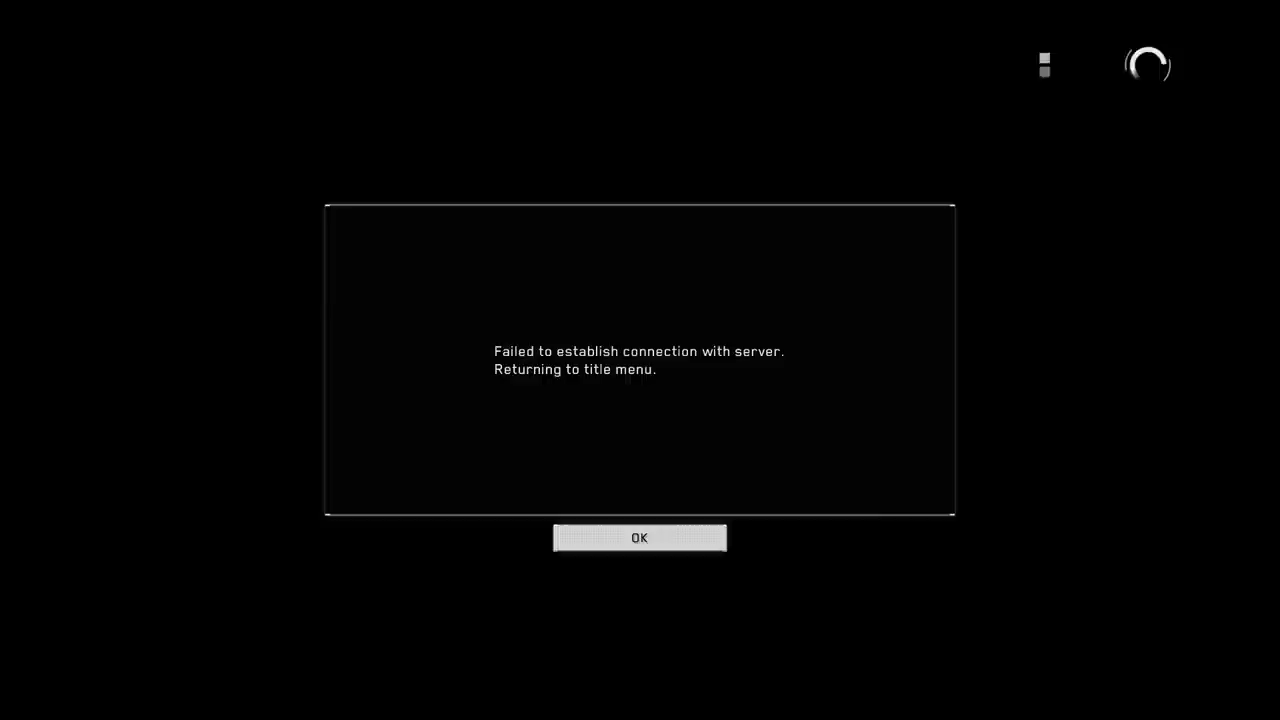 Failed to establish connection with server.
Returning to title menu.
OK